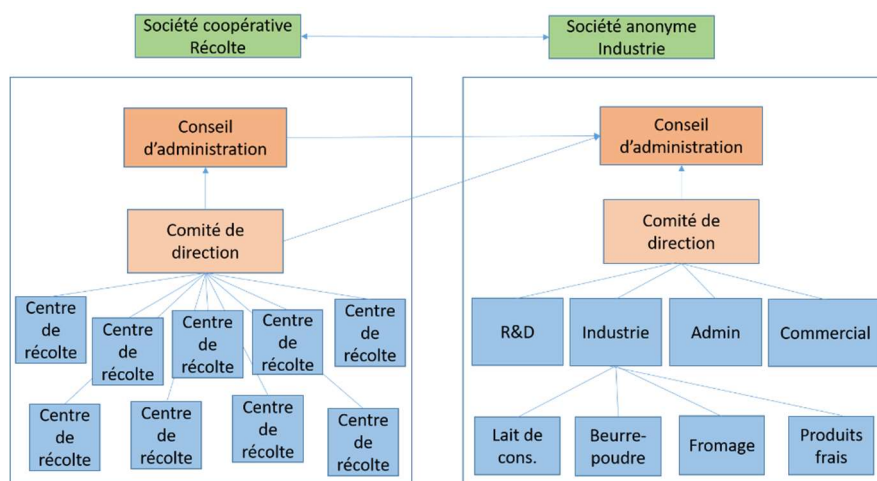 Société coopérative
Récolte
Société anonyme
Industrie
Conseil
d'administration
Comité de
direction
Centre
de
récolte
Centre
de
récolte
Centre
de
récolte
Centre
de
récolte
Centre
de
récolte
Centre
de
récolte
Centre
de
récolte
Centre
de
récolte
Centre
de
récolte
Conseil
d'administration
Comité de
direction
R&D
Industrie
Admin
Commercial
Lait de
cons.
Beurre-
poudre
Fromage
Produits
frais